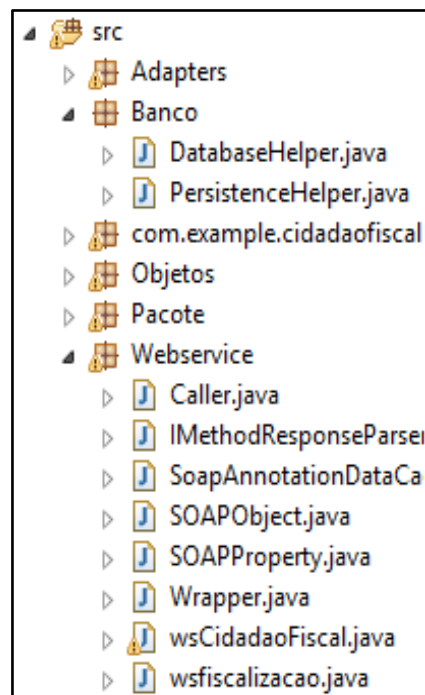 src
Adapters
Banco
DatabaseHelper.java
PersistenceHelper.java
com.example.cidadaofiscal
Objetos
Pacote
Webservice
Caller.java
IMethodResponseParser
SoapAnnotationDataCa
SOAPObject.java
SOAPProperty.java
Wrapper.java
wsCidadaoFiscal.java
wsfiscalizacao.java